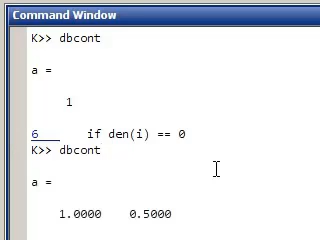 Command Window
K>> dbcont
a =
1
6 if den(i) == 0
K>> dbcont
a =
1.0000 0.5000